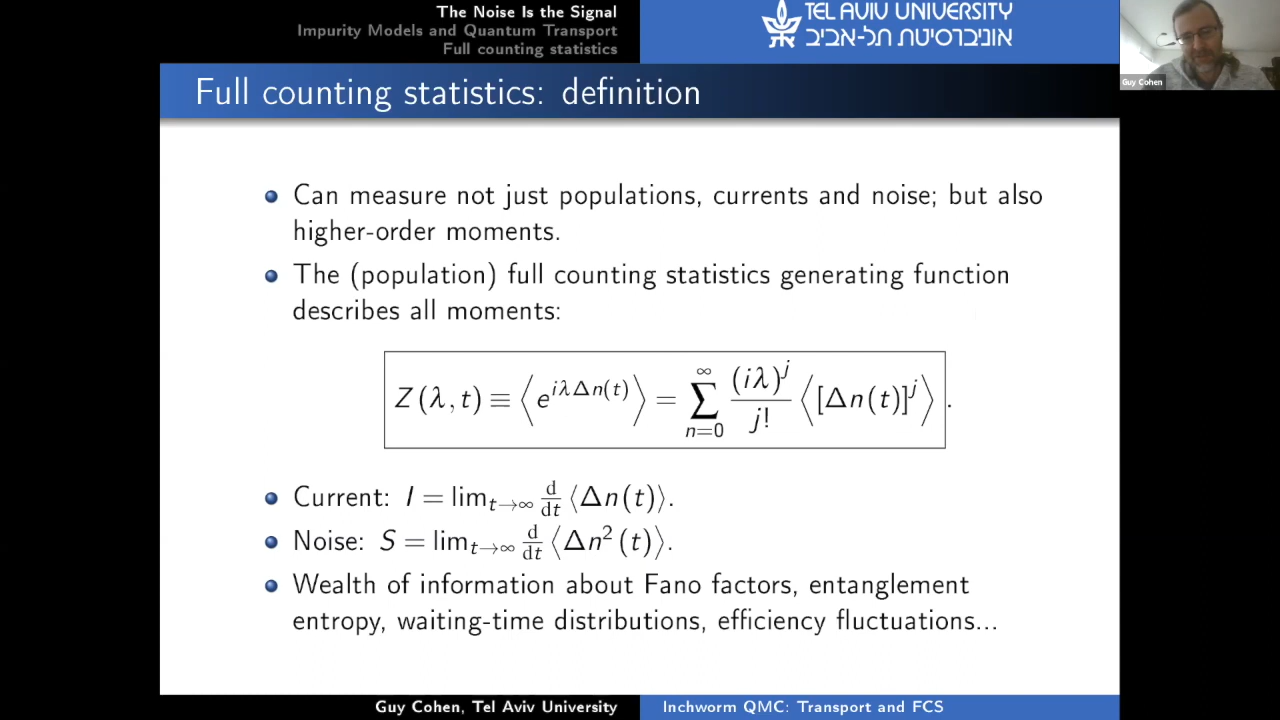 The Noise Is the Signal
Impurity Models and Quantum Transport
Full counting statistics
TEL AVIV UNIVERSITY
אוניברסיטת תל-אביב
Guy Cohen
Full counting statistics: definition
Can measure not just populations, currents and noise; but also
higher-order moments.
The (population) full counting statistics generating function
describes all moments:
Z(λ, t) ≡ ⟨e^{iλΔn(t)}⟩ = ∑_{n=0}^{∞} (iλ)^j / j! ⟨[Δn(t)]^j⟩.
Current: I = lim_{t→∞} d/dt ⟨Δn(t)⟩.
Noise: S = lim_{t→∞} d/dt ⟨Δn²(t)⟩.
Wealth of information about Fano factors, entanglement
entropy, waiting-time distributions, efficiency fluctuations...
Guy Cohen, Tel Aviv University
Inchworm QMC: Transport and FCS